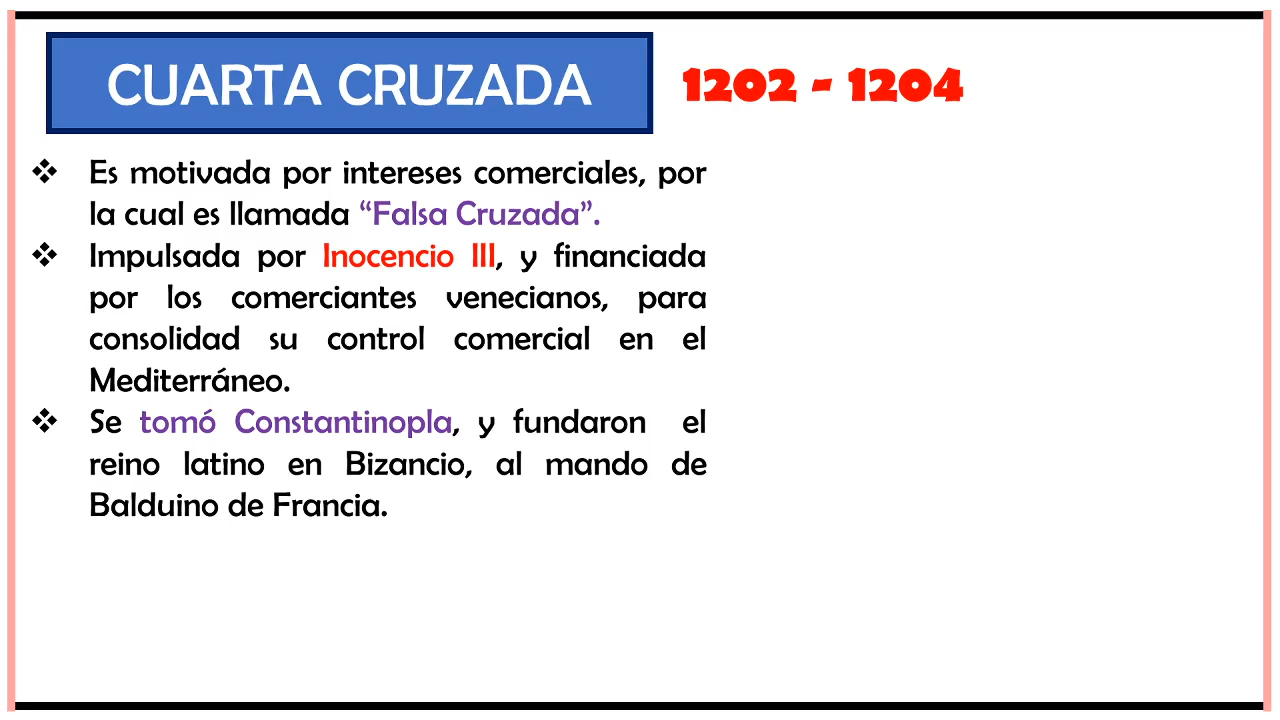 CUARTA CRUZADA
1202 - 1204
❖ Es motivada por intereses comerciales, por
la cual es llamada “Falsa Cruzada”.
❖ Impulsada por Inocencio III, y financiada
por los comerciantes venecianos, para
consolidad su control comercial en el
Mediterráneo.
❖ Se tomó Constantinopla, y fundaron el
reino latino en Bizancio, al mando de
Balduino de Francia.